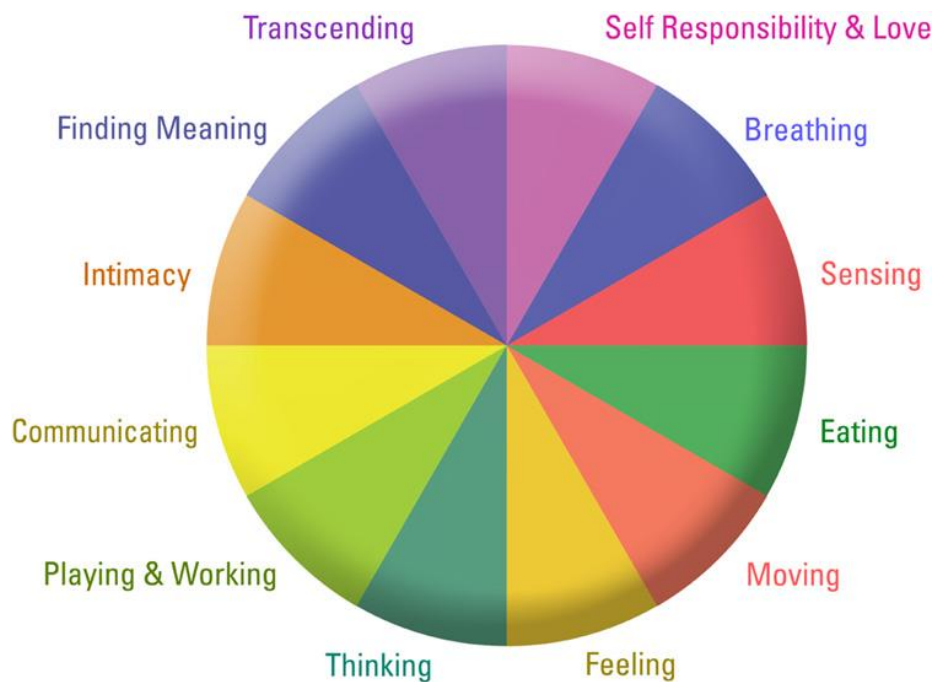 Transcending
Self Responsibility & Love
Finding Meaning
Breathing
Intimacy
Sensing
Communicating
Eating
Playing & Working
Moving
Thinking
Feeling